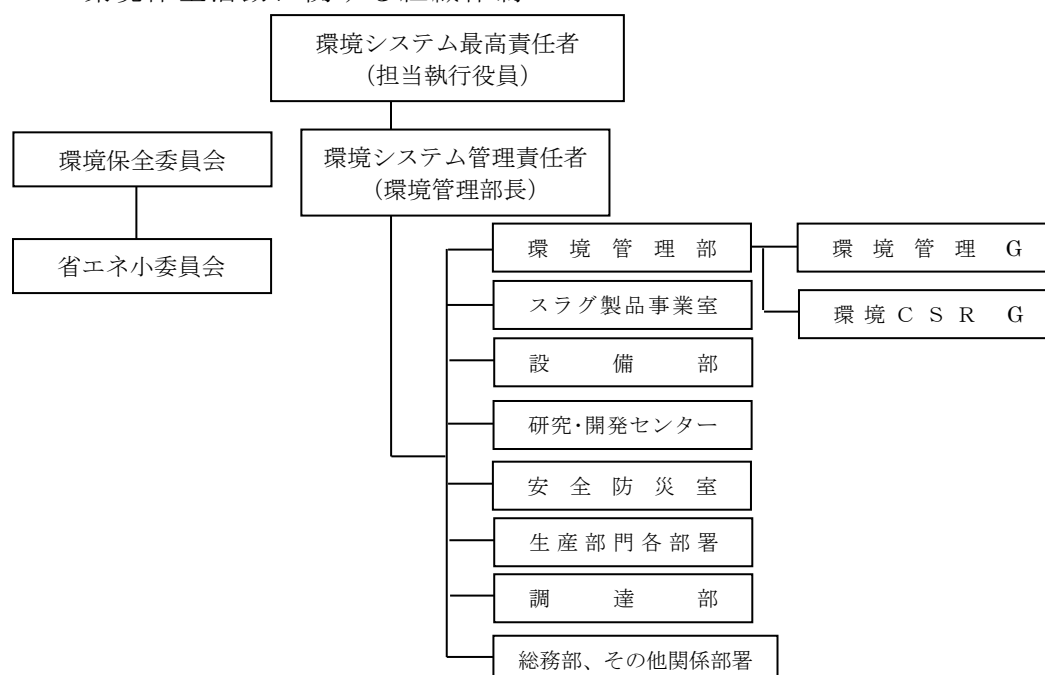 環境システム最高責任者
（担当執行役員）
環境保全委員会
環境システム管理責任者
（環境管理部長）
省エネ小委員会
環境管理部
環境管理G
スラグ製品事業室
環境ＣＳＲ G
設備部
研究・開発センター
安全防災室
生産部門各部署
調達部
総務部、その他関係部署